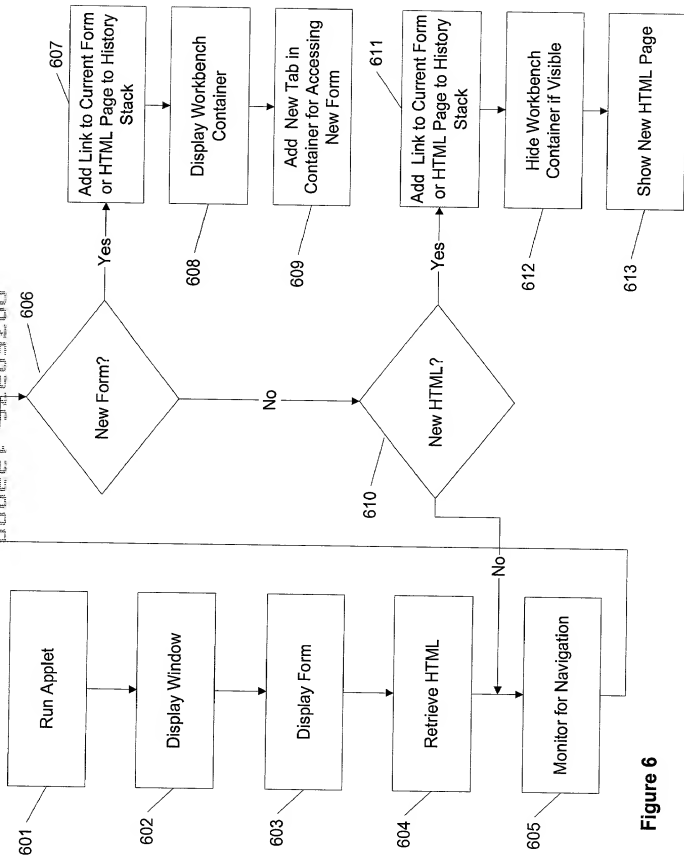 601
Run Applet
602
Display Window
603
Display Form
604
Retrieve HTML
No
605
Monitor for Navigation
606
New Form?
Yes
607
Add Link to Current Form
or HTML Page to History
Stack
608
Display Workbench
Container
609
Add New Tab in
Container for Accessing
New Form
No
610
New HTML?
Yes
611
Add Link to Current Form
or HTML Page to History
Stack
612
Hide Workbench
Container if Visible
613
Show New HTML Page
Figure 6